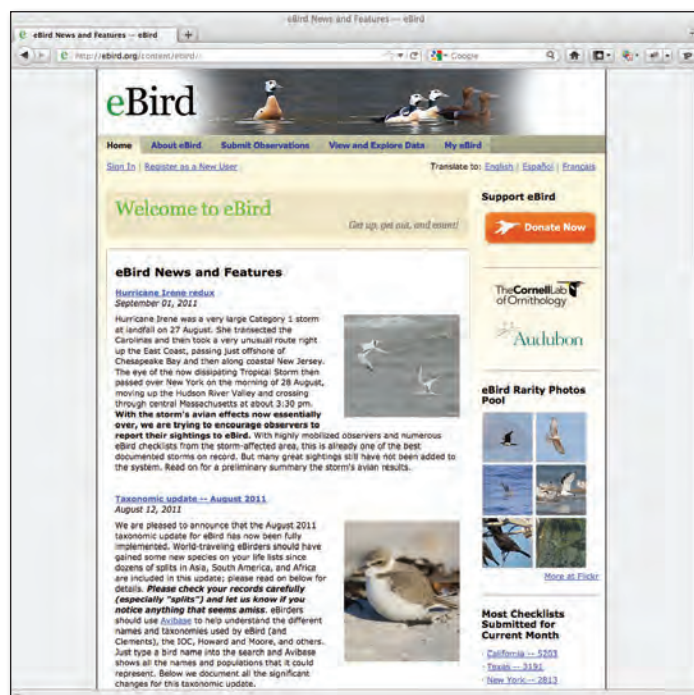 eBird News and Features — eBird
eBird News and Features — eBird
http://ebird.org/content/ebird/
Google
eBird
Home About eBird Submit Observations View and Explore Data My eBird
Sign In | Register as a New User
Translate to: English | Español | Français
Welcome to eBird
Get up, get out, and count!
eBird News and Features
Hurricane Irene redux
September 01, 2011
Hurricane Irene was a very large Category 1 storm
at landfall on 27 August. She transected the
Carolinas and then took a very unusual route right
up the East Coast, passing just offshore of
Chesapeake Bay and then along coastal New Jersey.
The eye of the now dissipating Tropical Storm then
passed over New York on the morning of 28 August,
moving up the Hudson River Valley and crossing
through central Massachusetts at about 3:30 pm.
With the storm's avian effects now essentially
over, we are trying to encourage observers to
report their sightings to eBird. With highly mobilized observers and numerous
eBird checklists from the storm-affected area, this is already one of the best
documented storms on record. But many great sightings still have not been added to
the system. Read on for a preliminary summary the storm's avian results.
Taxonomic update -- August 2011
August 12, 2011
We are pleased to announce that the August 2011
taxonomic update for eBird has now been fully
implemented. World-traveling eBirders should have
gained some new species on your life lists since
dozens of splits in Asia, South America, and Africa
are included in this update; please read on below for
details. Please check your records carefully
(especially "splits") and let us know if you
notice anything that seems amiss. eBirders
should use Avibase to help understand the different
names and taxonomies used by eBird (and
Clements), the IOC, Howard and Moore, and others.
Just type a bird name into the search and Avibase
shows all the names and populations that it could
represent. Below we document all the significant
changes for this taxonomic update.
Support eBird
Donate Now
TheCornellLab
of Ornithology
Audubon
eBird Rarity Photos
Pool
More at Flickr
Most Checklists
Submitted for
Current Month
· California -- 5203
· Texas -- 3191
· New York -- 2813